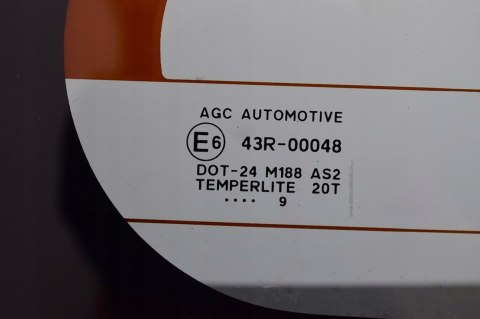 AGC AUTOMOTIVE
E6 43R-00048
DOT-24 M188 AS2
TEMPERLITE 20T
.... 9